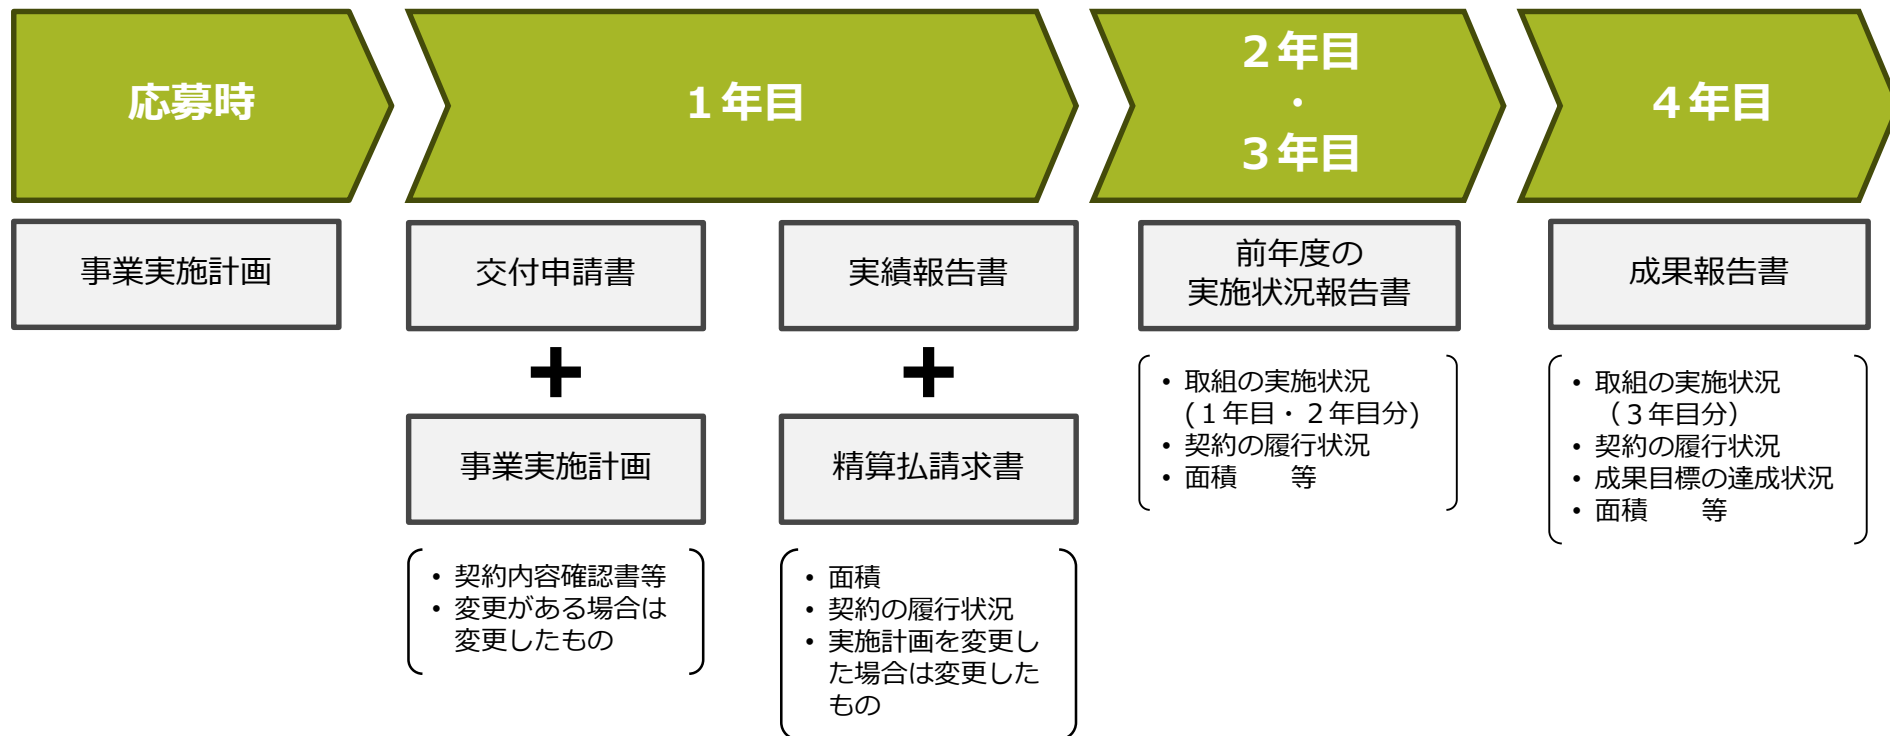 応募時
１年目
２年目
・
３年目
４年目
事業実施計画
交付申請書
＋
事業実施計画
• 契約内容確認書等
• 変更がある場合は
変更したもの
実績報告書
＋
精算払請求書
• 面積
• 契約の履行状況
• 実施計画を変更し
た場合は変更した
もの
前年度の
実施状況報告書
• 取組の実施状況
(１年目・２年目分)
• 契約の履行状況
• 面積　　等
成果報告書
• 取組の実施状況
（３年目分）
• 契約の履行状況
• 成果目標の達成状況
• 面積　　等